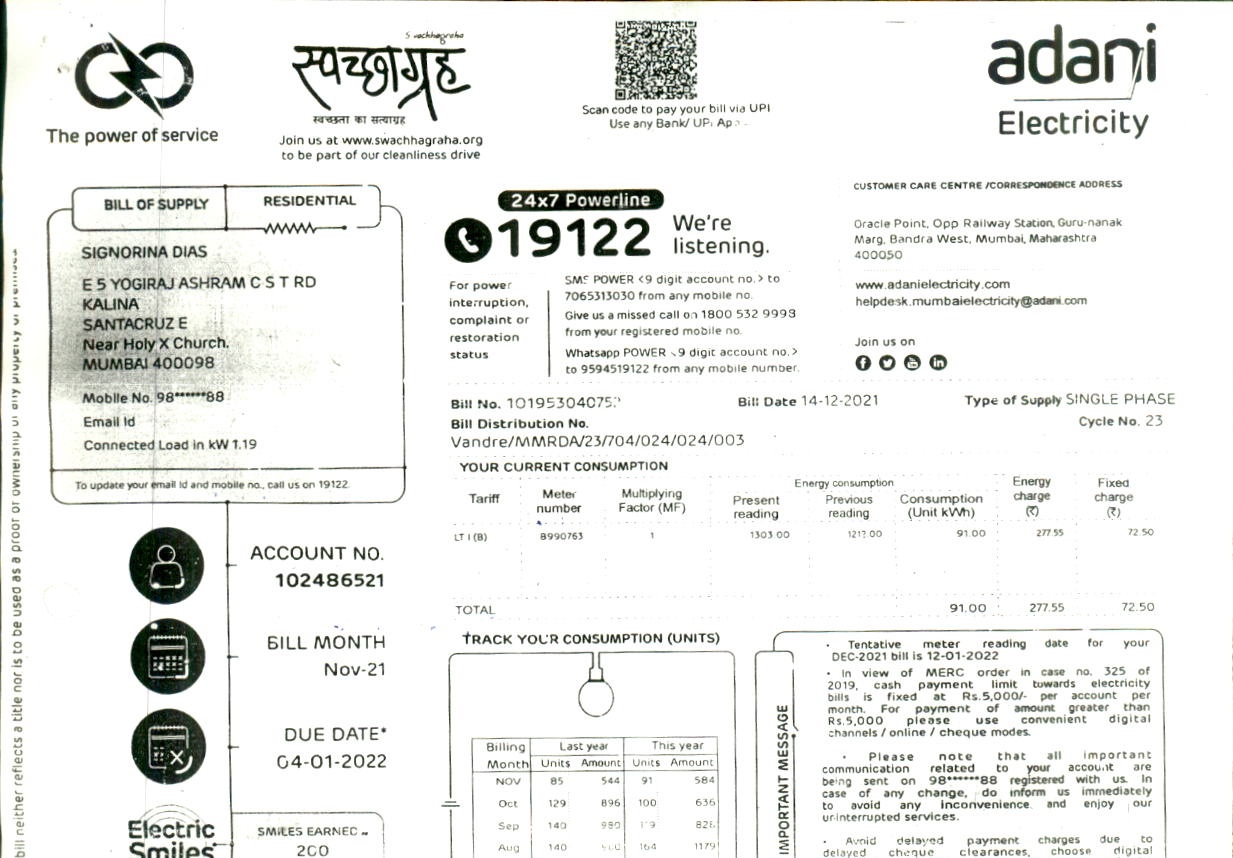 The power of service
Swachhagraha
स्वच्छाग्रह
स्वच्छता का सत्याग्रह
Join us at www.swachhagraha.org
to be part of our cleanliness drive
Scan code to pay your bill via UPI
Use any Bank/ UPI
adani
Electricity
BILL OF SUPPLY
RESIDENTIAL
SIGNORINA DIAS
E 5 YOGIRAJ ASHRAM C S T RD
KALINA
SANTACRUZ E
Near Holy X Church.
MUMBAI 400098
Mobile No. 98******88
Email Id
Connected Load in kW 1.19
To update your email Id and mobile no., call us on 19122.
24x7 Powerline
19122
We're
listening.
For power
interruption,
complaint or
restoration
status
SMS POWER <9 digit account no.> to
7065313030 from any mobile no.
Give us a missed call on 1800 532 9998
from your registered mobile no.
Whatsapp POWER <9 digit account no.>
to 9594519122 from any mobile number.
CUSTOMER CARE CENTRE /CORRESPONDENCE ADDRESS
Oracle Point, Opp Railway Station, Guru-nanak
Marg, Bandra West, Mumbai, Maharashtra
400050
www.adanielectricity.com
helpdesk.mumbaielectricity@adani.com
Join us on
Bill No.
Bill Date 14-12-2021
Type of Supply SINGLE PHASE
Bill Distribution No.
Cycle No. 23
Vandre/MMRDA/23/704/024/024/003
YOUR CURRENT CONSUMPTION
Tariff
Meter
number
Multiplying
Factor (MF)
Energy consumption
Present
reading
Previous
reading
Consumption
(Unit kWh)
Energy
charge
(₹)
Fixed
charge
(₹)
LT I (B) 8990763 1 1303.00 91.00 277.55 72.50
TOTAL 91.00 277.55 72.50
ACCOUNT NO.
102486521
BILL MONTH
Nov-21
DUE DATE*
04-01-2022
Electric
Smiles
SMILES EARNED
200
TRACK YOUR CONSUMPTION (UNITS)
Billing
Month
Last year
This year
Units Amount Units Amount
NOV 85 544 91 584
Oct 129 896 100 636
Sep 140 980
Aug 140 164 1179
IMPORTANT MESSAGE
• Tentative meter reading date for your
DEC-2021 bill is 12-01-2022
• In view of MERC order in case no. 325 of
2019, cash payment limit towards electricity
bills is fixed at Rs.5,000/- per account per
month. For payment of amount greater than
Rs.5,000 please use convenient digital
channels / online / cheque modes.
• Please note that all important
communication related to your account are
being sent on 98******88 registered with us. In
case of any change, do inform us immediately
to avoid any inconvenience and enjoy our
uninterrupted services.
• Avoid delayed payment charges due to
delayed cheque clearances, choose digital
bill neither reflects a title nor is to be used as a proof of ownership of any property or premises